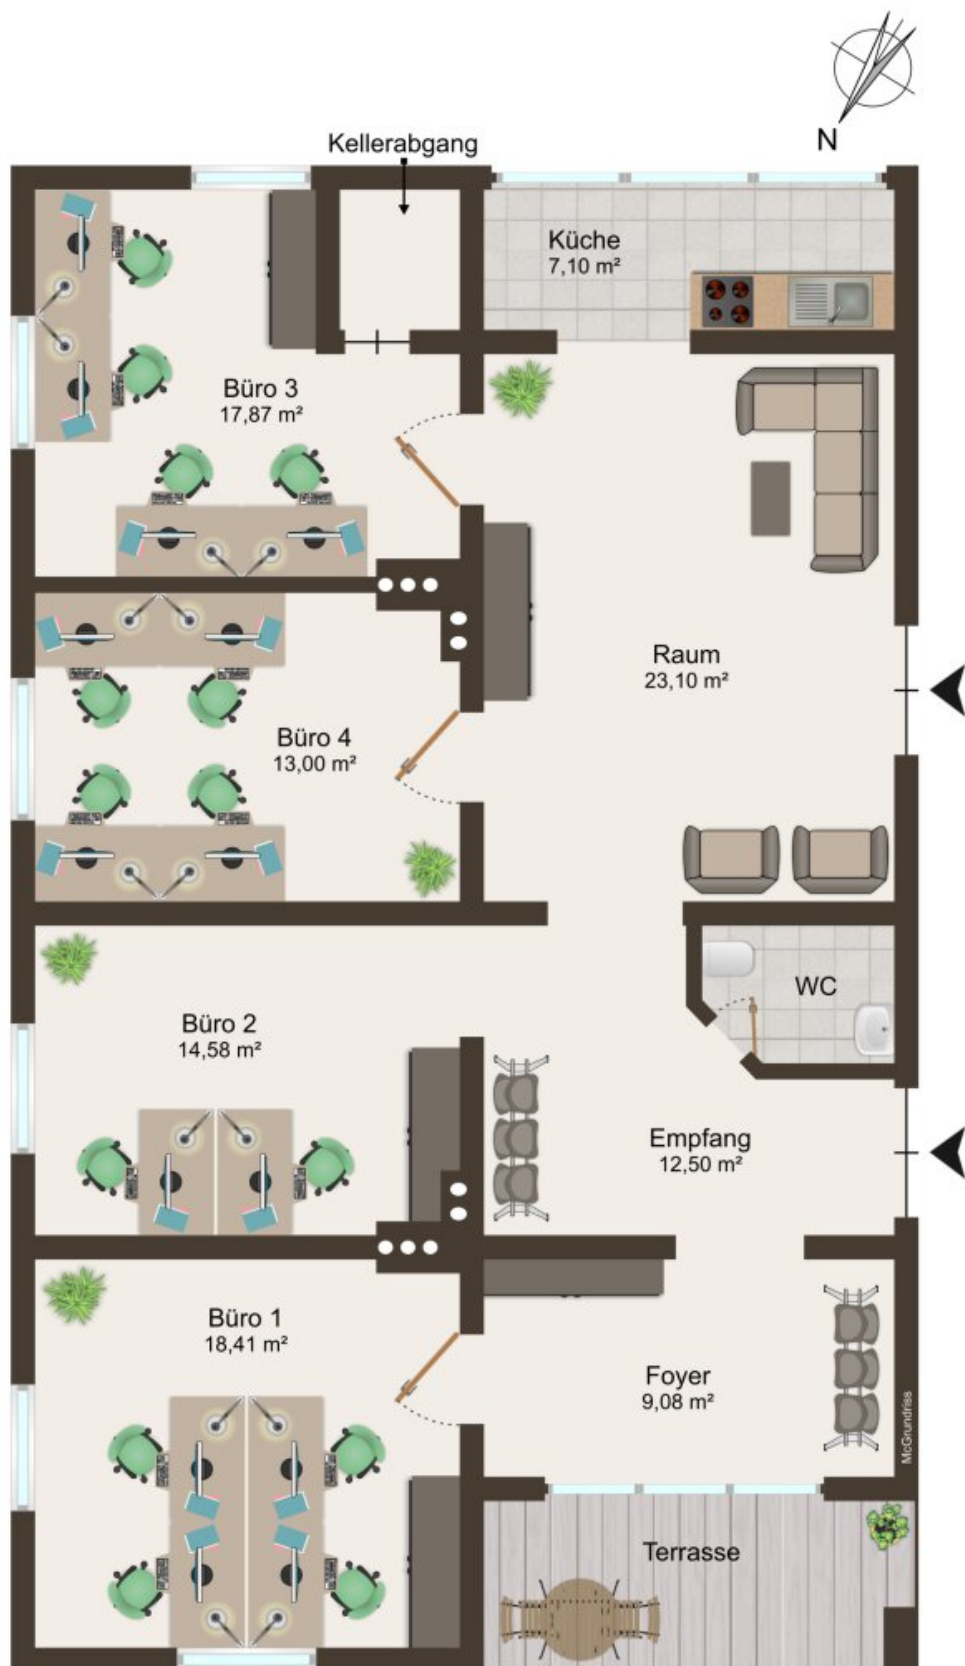 N
Kellerabgang
Küche
7,10 m²
Büro 3
17,87 m²
Raum
23,10 m²
Büro 4
13,00 m²
WC
Büro 2
14,58 m²
Empfang
12,50 m²
Büro 1
18,41 m²
Foyer
9,08 m²
McGrundriss
Terrasse